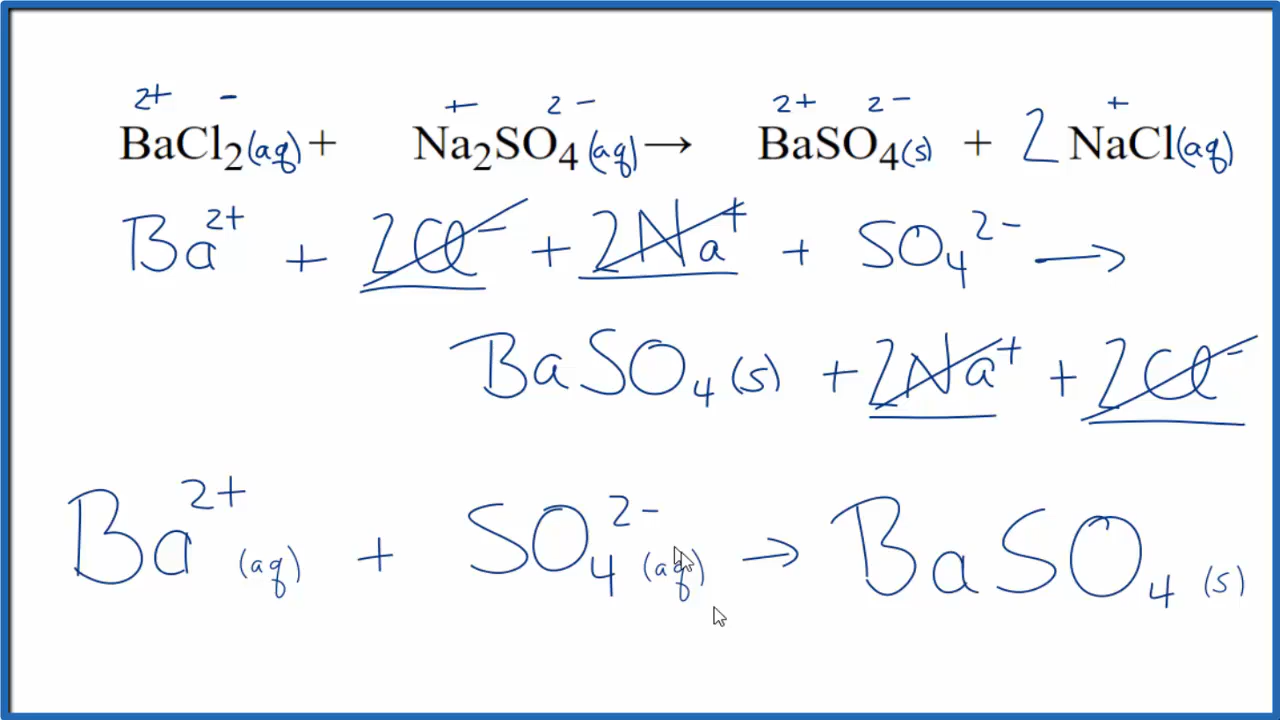 2+ - + 2- 2+ 2- +
BaCl₂(aq) + Na₂SO₄(aq) → BaSO₄(s) + 2 NaCl(aq)
Ba²⁺ + 2Cl⁻ + 2Na⁺ + SO₄²⁻ →
BaSO₄(s) + 2Na⁺ + 2Cl⁻
Ba²⁺(aq) + SO₄²⁻(aq) → BaSO₄(s)